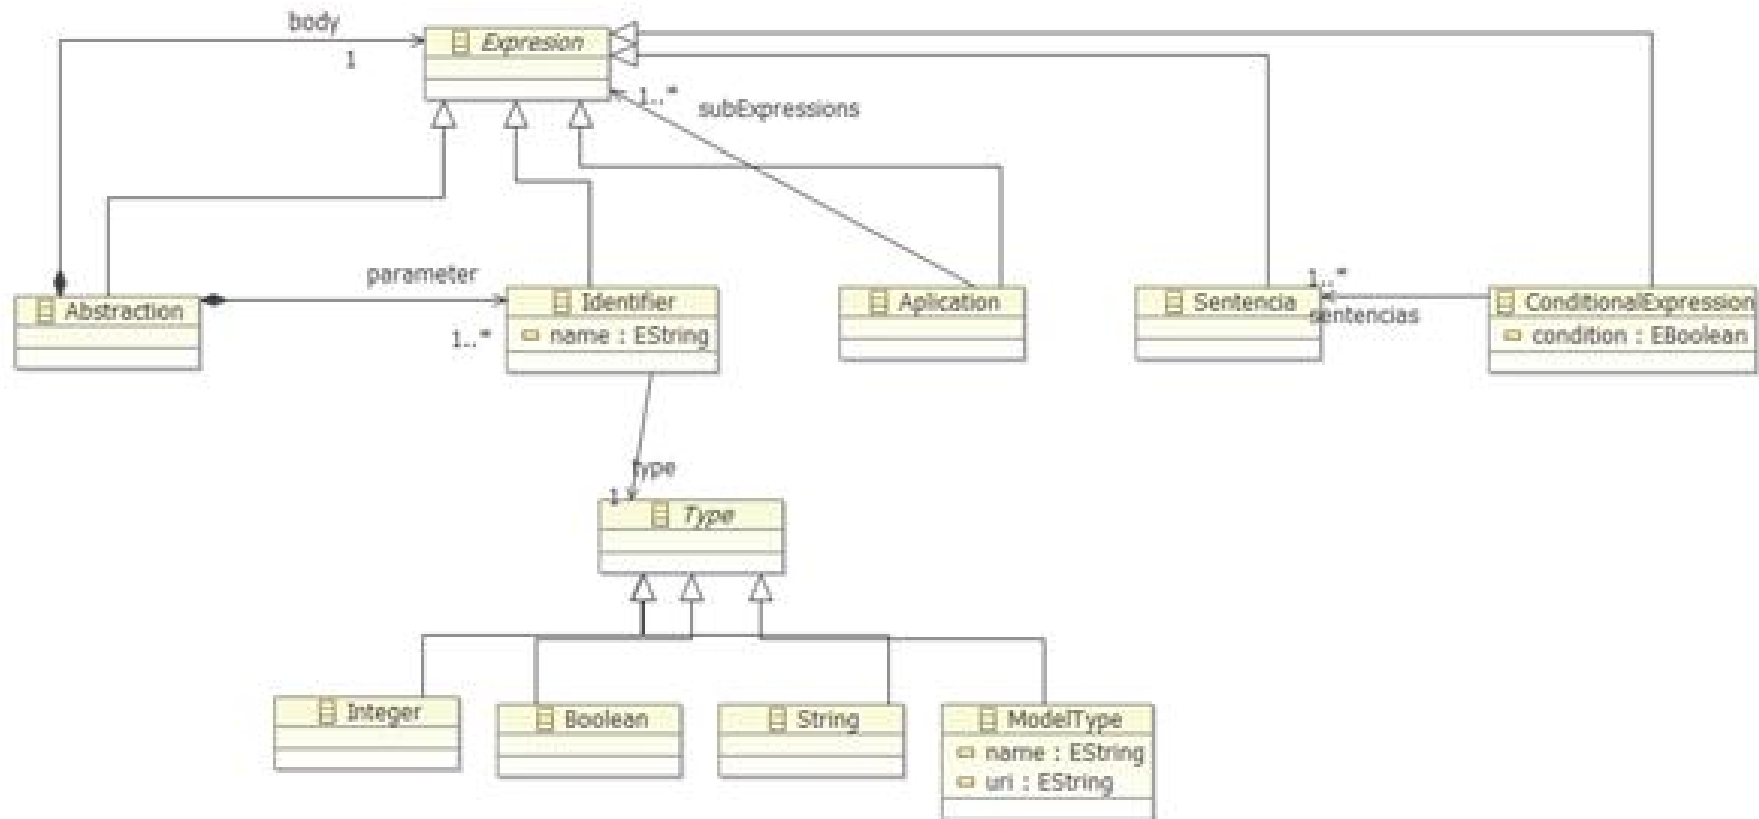 body
Expresion
1
1..*
subExpressions
parameter
1..*
Abstraction
Identifier
name : EString
Aplication
Sentencia
1..*
sentencias
ConditionalExpression
condition : EBoolean
type
1
Type
Integer
Boolean
String
ModelType
name : EString
uri : EString